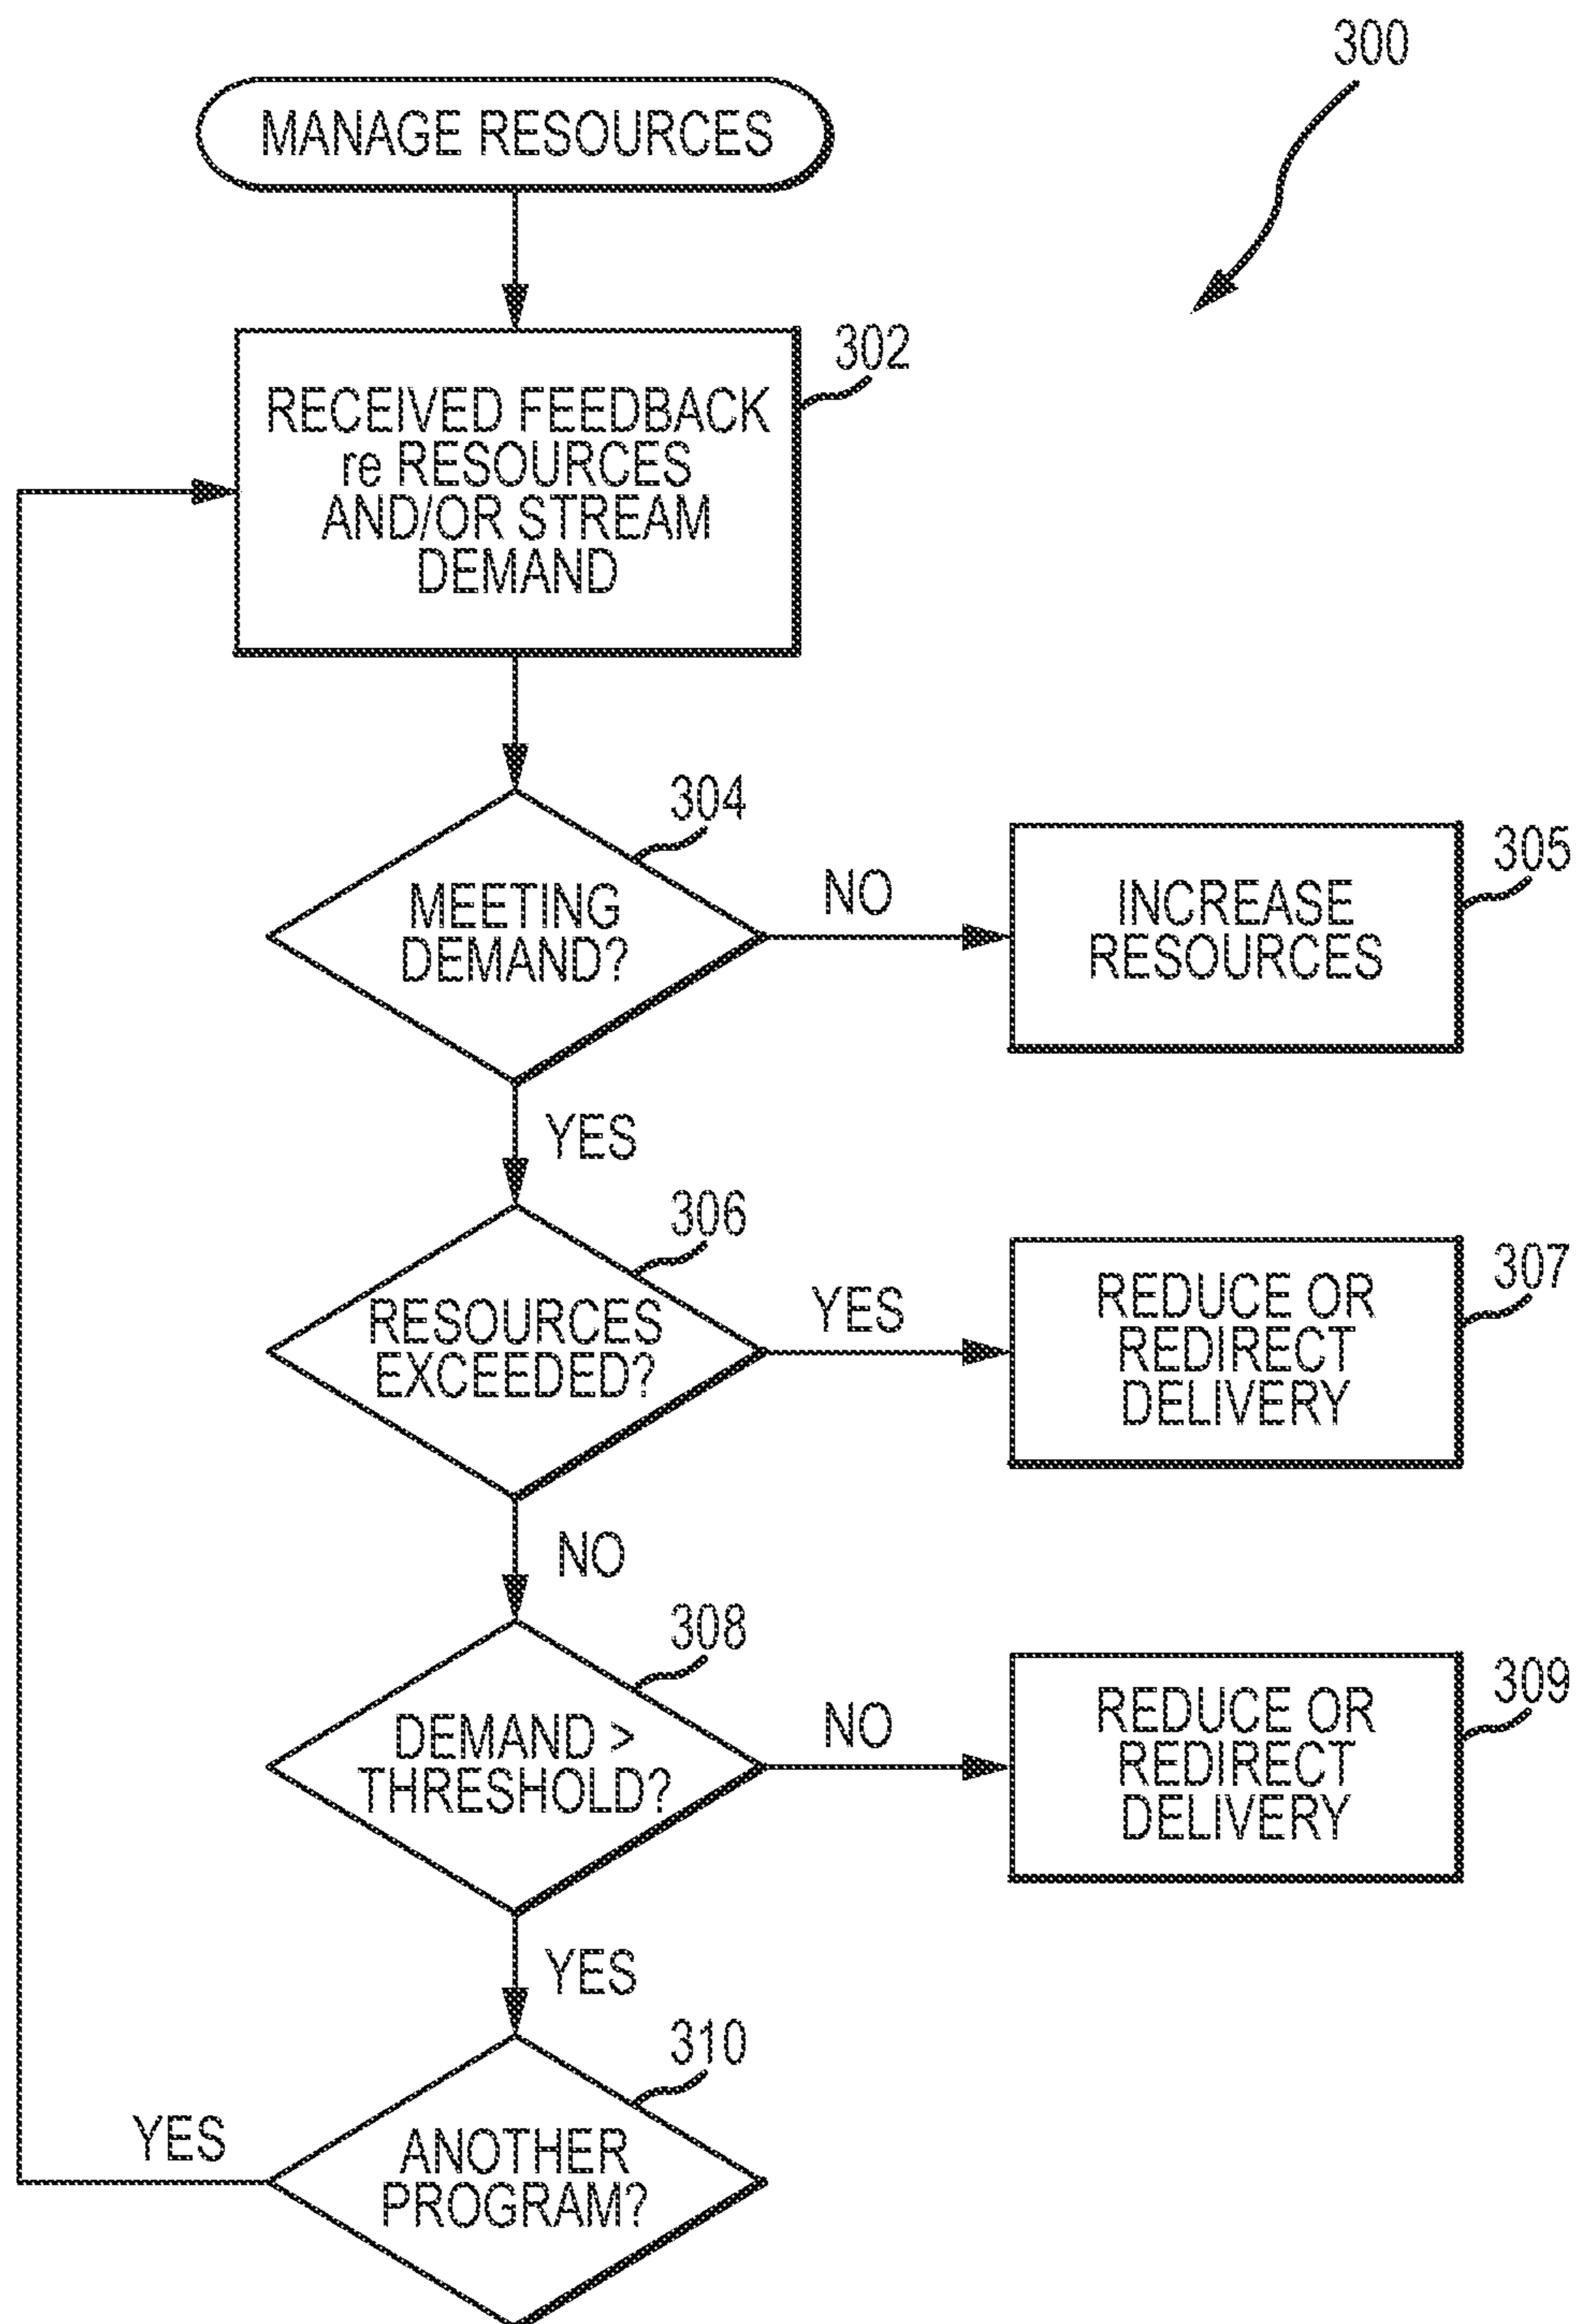 300
MANAGE RESOURCES
302
RECEIVED FEEDBACK
re RESOURCES
AND/OR STREAM
DEMAND
304
MEETING
DEMAND?
NO
305
INCREASE
RESOURCES
YES
306
RESOURCES
EXCEEDED?
YES
307
REDUCE OR
REDIRECT
DELIVERY
NO
308
DEMAND >
THRESHOLD?
NO
309
REDUCE OR
REDIRECT
DELIVERY
YES
310
ANOTHER
PROGRAM?
YES